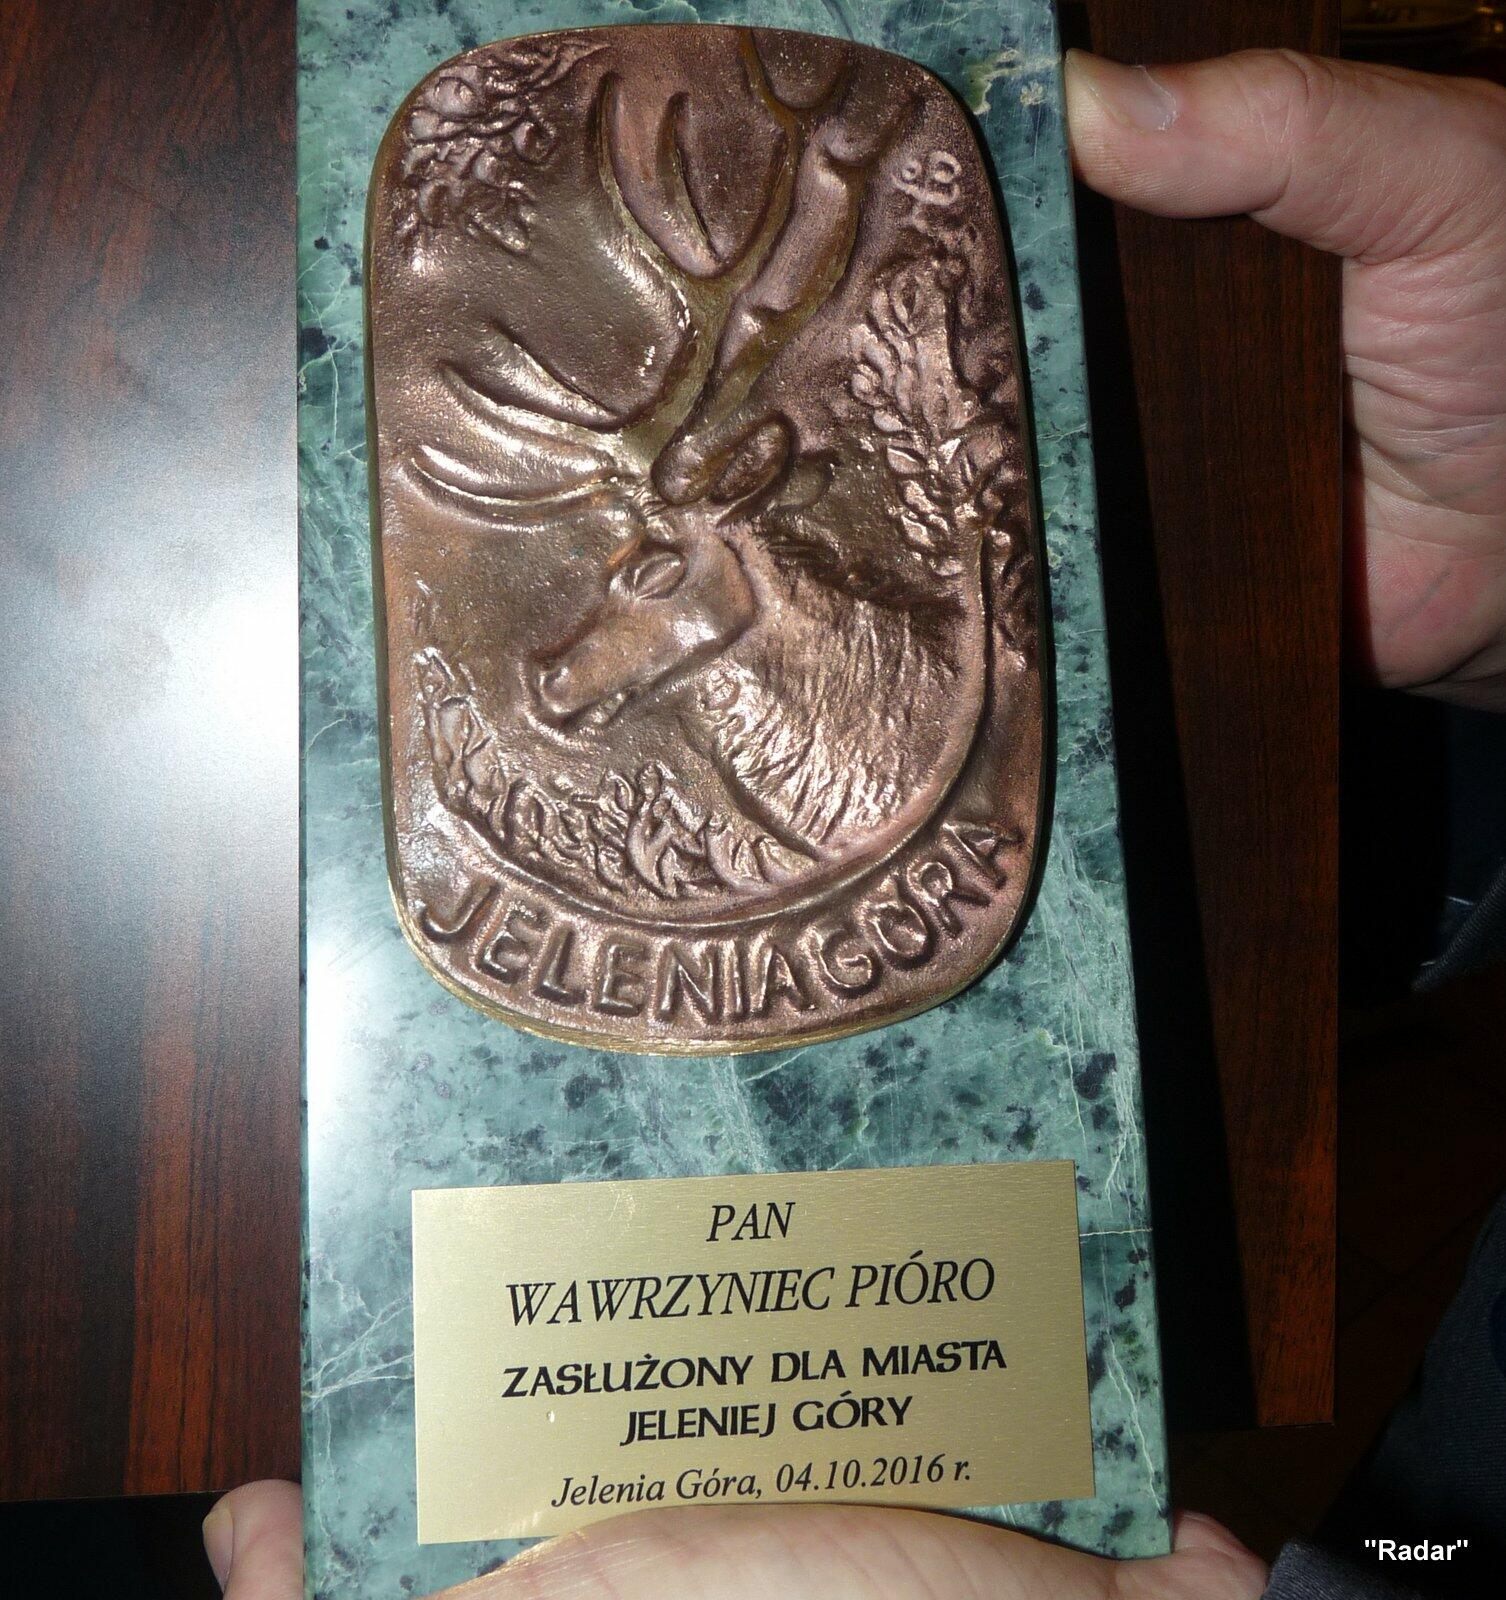 JELENIA GÓRA
PAN
WAWRZYNIEC PIÓRO
ZASŁUŻONY DLA MIASTA
JELENIEJ GÓRY
Jelenia Góra, 04.10.2016 r.
"Radar"